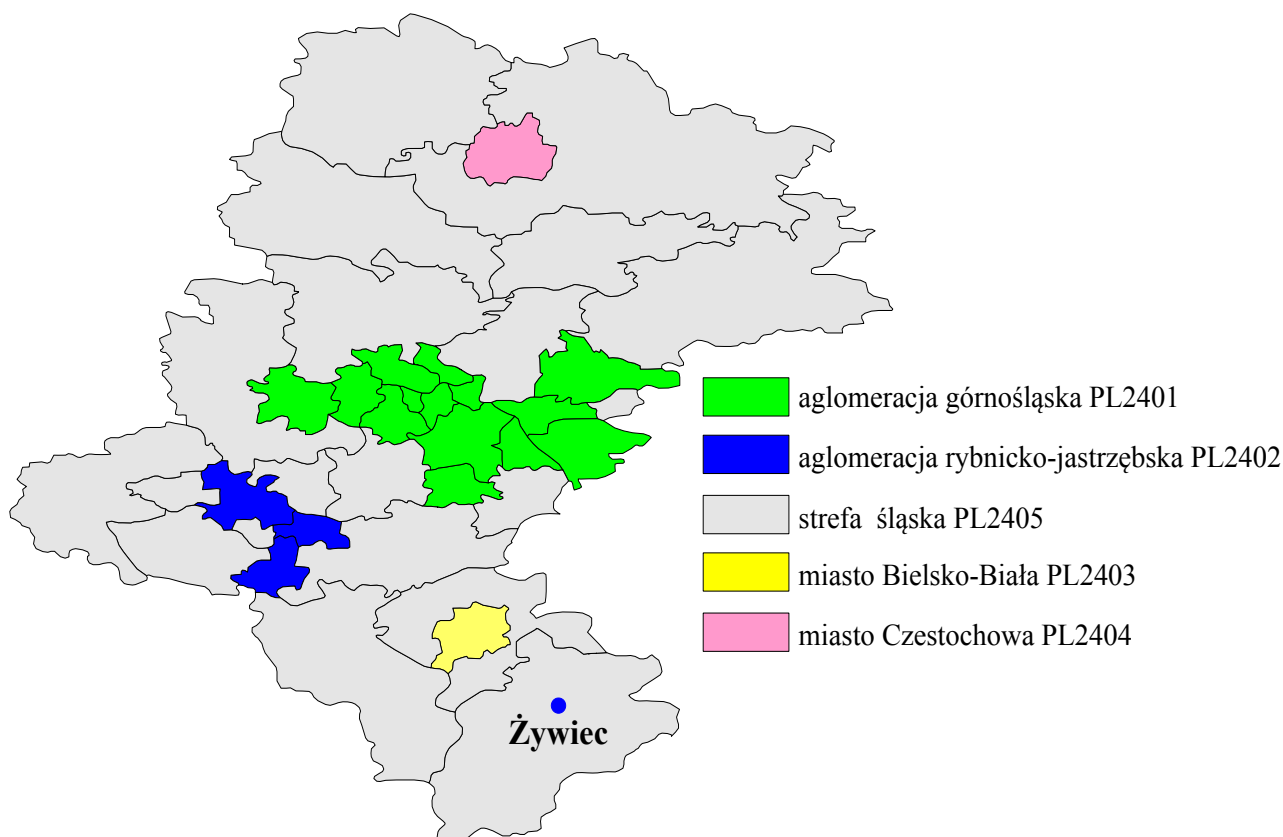 aglomeracja górnośląska PL2401
aglomeracja rybnicko-jastrzębska PL2402
strefa śląska PL2405
miasto Bielsko-Biała PL2403
miasto Czestochowa PL2404
Żywiec